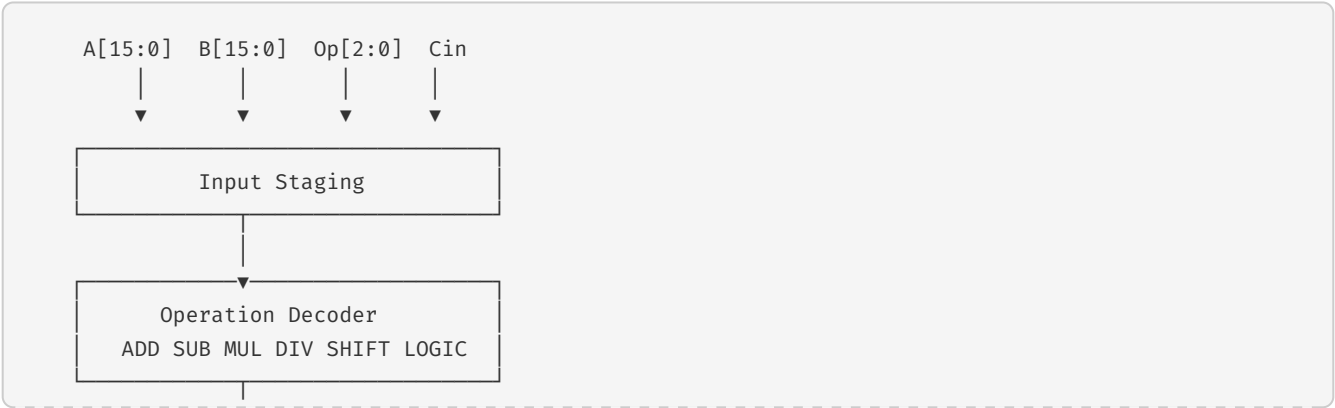 A[15:0] B[15:0] Op[2:0] Cin
Input Staging
Operation Decoder
ADD SUB MUL DIV SHIFT LOGIC